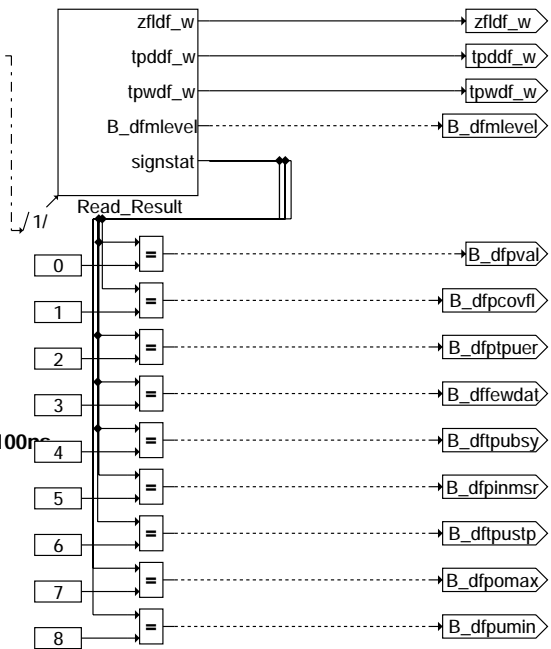 zfldf_w zfldf_w
tpddf_w tpddf_w
tpwdf_w tpwdf_w
B_dfmlevel B_dfmlevel
signstat
Read_Result
/ 1/
0 = B_dfpval
1 = B_dfpcovfl
2 = B_dfptpuer
3 = B_dffewdat
100ns
4 = B_dftpubsy
5 = B_dfpinmsr
6 = B_dftpustp
7 = B_dfpomax
8 = B_dfpumin